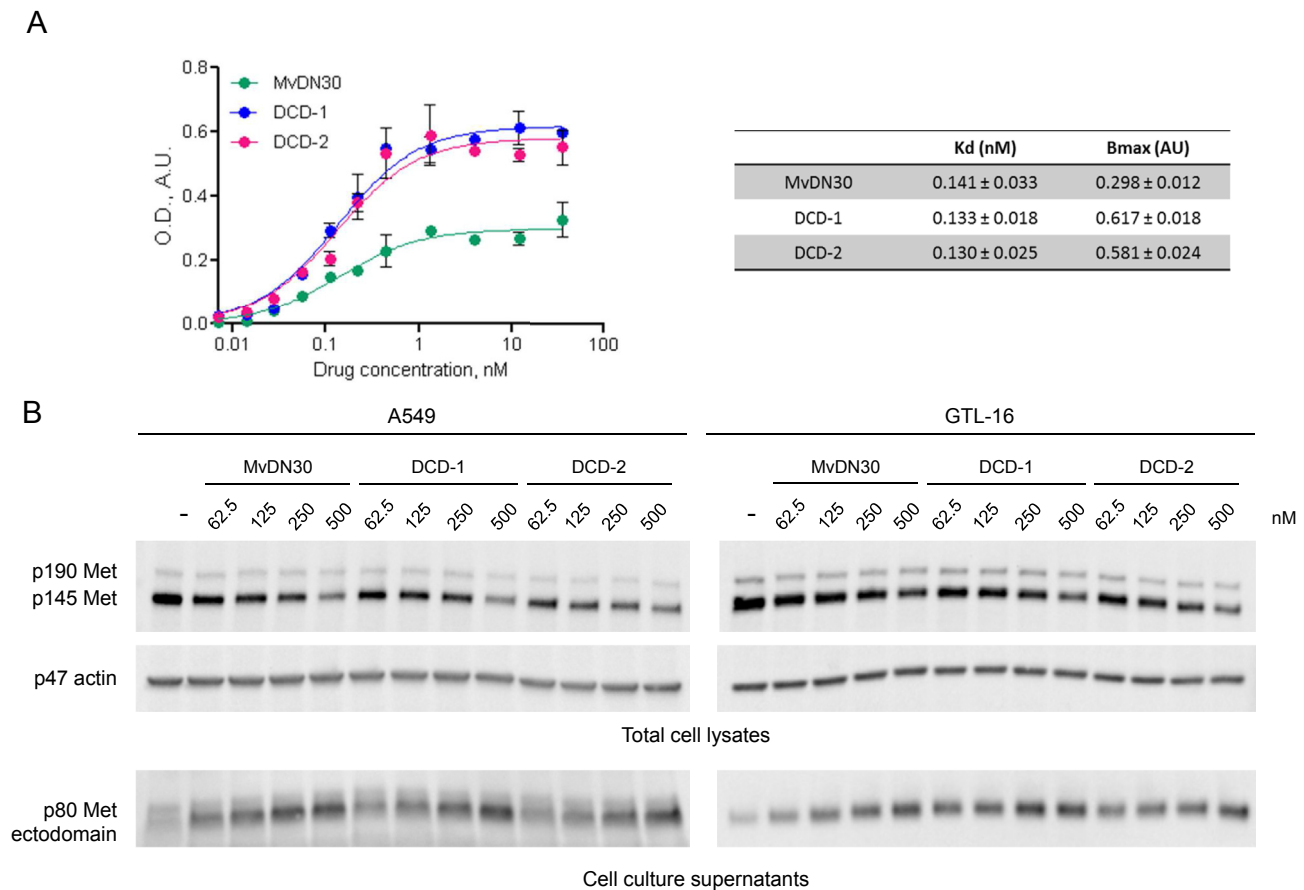 A
0.8
0.6
0.4
0.2
0.0
O.D., A.U.
MvDN30
DCD-1
DCD-2
0.01 0.1 1 10 100
Drug concentration, nM
Kd (nM) Bmax (AU)
MvDN30 0.141 ± 0.033 0.298 ± 0.012
DCD-1 0.133 ± 0.018 0.617 ± 0.018
DCD-2 0.130 ± 0.025 0.581 ± 0.024
B
A549 GTL-16
MvDN30 DCD-1 DCD-2 MvDN30 DCD-1 DCD-2
– 62.5 125 250 500 62.5 125 250 500 62.5 125 250 500 – 62.5 125 250 500 62.5 125 250 500 62.5 125 250 500 nM
p190 Met
p145 Met
p47 actin
Total cell lysates
p80 Met
ectodomain
Cell culture supernatants